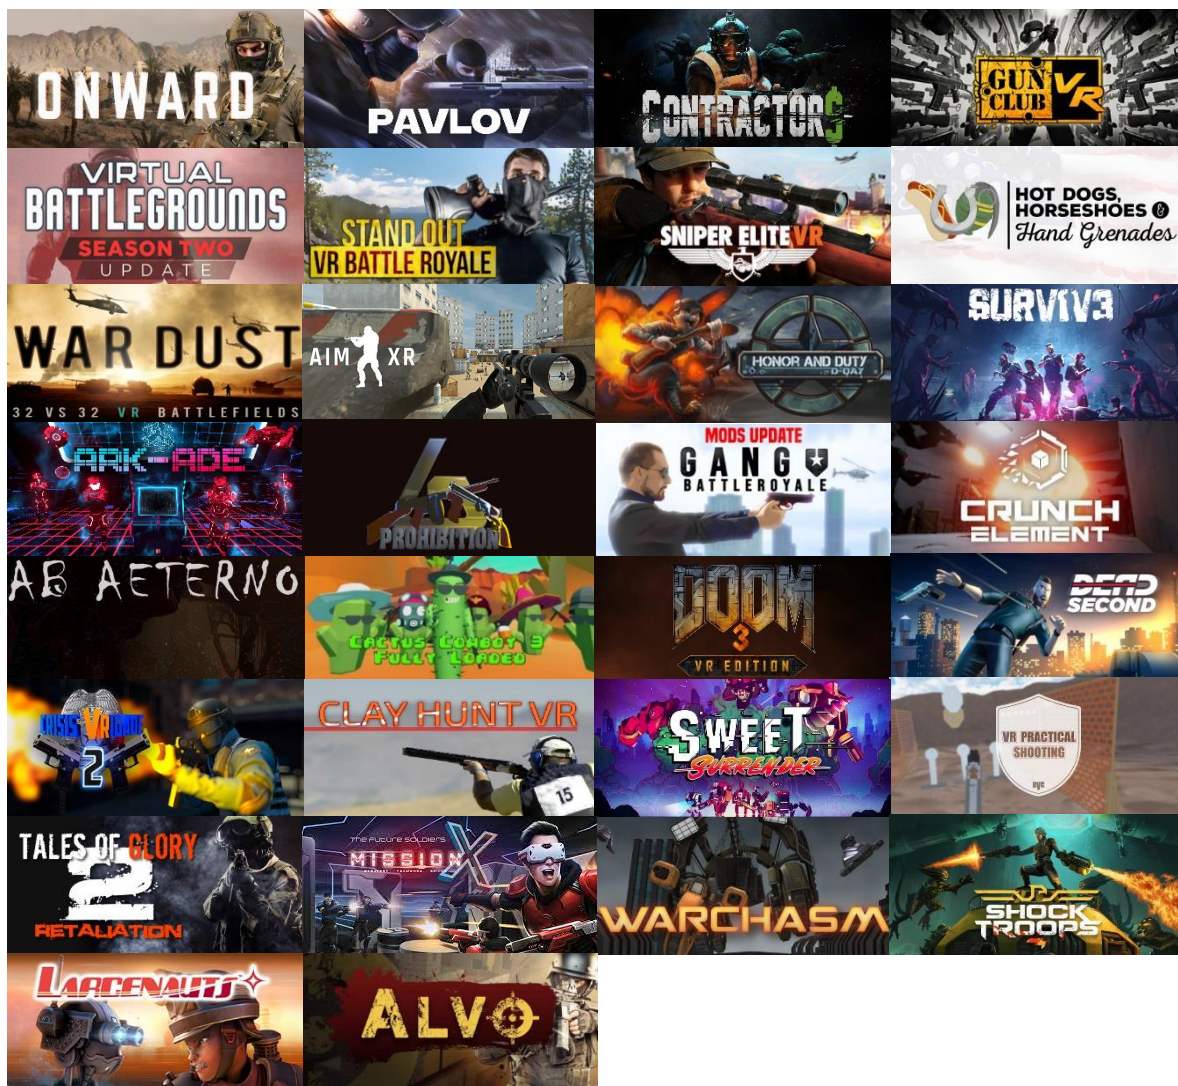 ONWARD
PAVLOV
CONTRACTOR$
GUN
CLUB
VR
VIRTUAL
BATTLEGROUNDS
SEASON TWO
UPDATE
STAND OUT
VR BATTLE ROYALE
SNIPER ELITE VR
HOT DOGS,
HORSESHOES &
Hand Grenades
WAR DUST
32 VS 32 VR BATTLEFIELDS
AIM XR
HONOR AND DUTY
D-DAY
SURV1V3
ARK-ADE
PROHIBITION
MODS UPDATE
GANG
BATTLEROYALE
CRUNCH
ELEMENT
AB AETERNO
CACTUS COWBOY 3
FULLY LOADED
DOOM
3
VR EDITION
DEAD
SECOND
CRISIS VRIGADE
2
CLAY HUNT VR
15
SWEET
SURRENDER
VR PRACTICAL
SHOOTING
TALES OF GLORY
2
RETALIATION
The Future Soldiers
MISSION X
WARCHASM
SHOCK
TROOPS
LARCENAUTS
ALVO